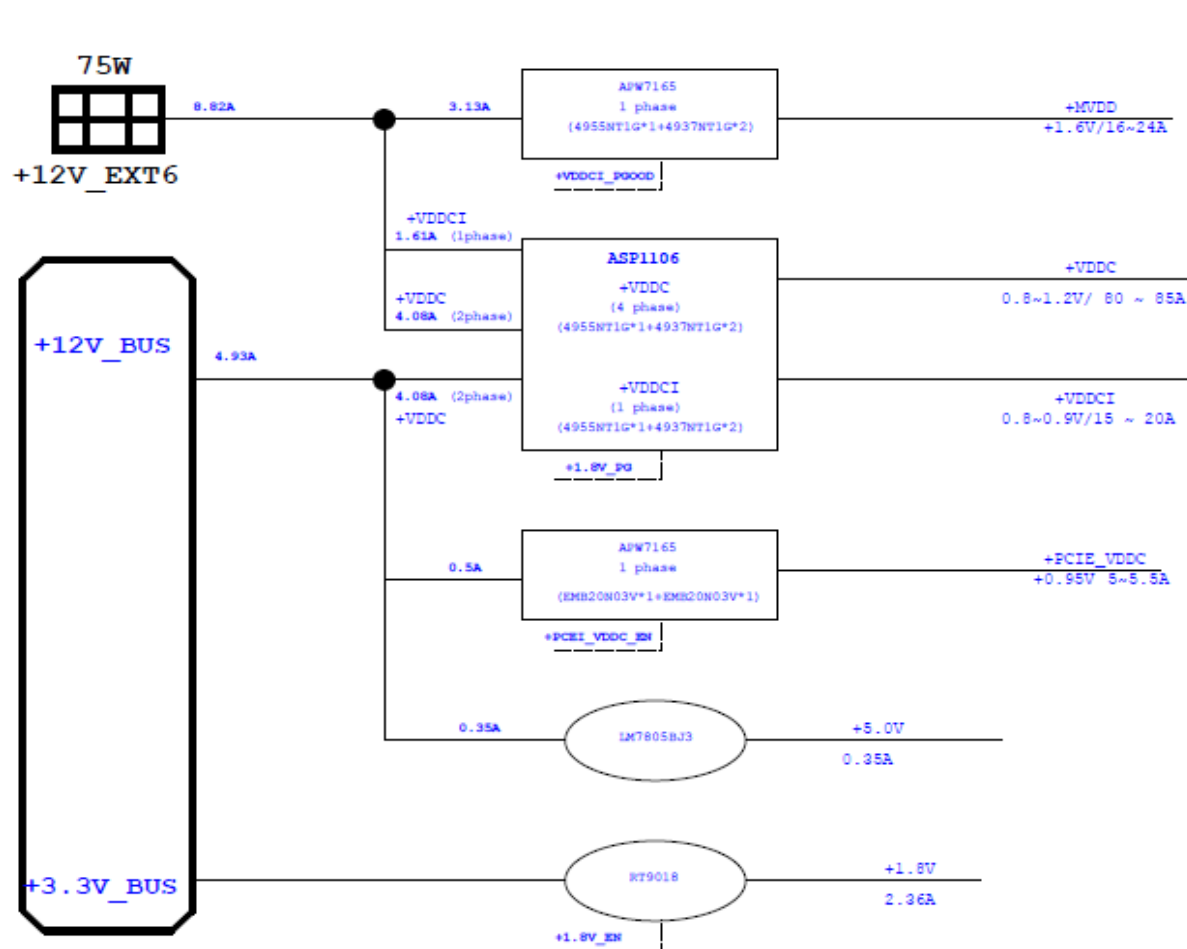 75W
+12V_EXT6
8.82A
3.13A
APW7165
1 phase
(4955NT1G*1+4937NT1G*2)
+MVDD
+1.6V/16~24A
+VDDCI_PGOOD
+VDDCI
1.61A (1phase)
+VDDC
4.08A (2phase)
ASP1106
+VDDC
(4 phase)
(4955NT1G*1+4937NT1G*2)
+VDDC
0.8~1.2V/ 80 ~ 85A
+12V_BUS
4.93A
4.08A (2phase)
+VDDC
+VDDCI
(1 phase)
(4955NT1G*1+4937NT1G*2)
+VDDCI
0.8~0.9V/15 ~ 20A
+1.8V_PG
0.5A
APW7165
1 phase
(EMB20N03V*1+EMB20N03V*1)
+PCIE_VDDC
+0.95V 5~5.5A
+PCEI_VDDC_EN
0.35A
LM7805BJ3
+5.0V
0.35A
+3.3V_BUS
RT9018
+1.8V
2.36A
+1.8V_EN